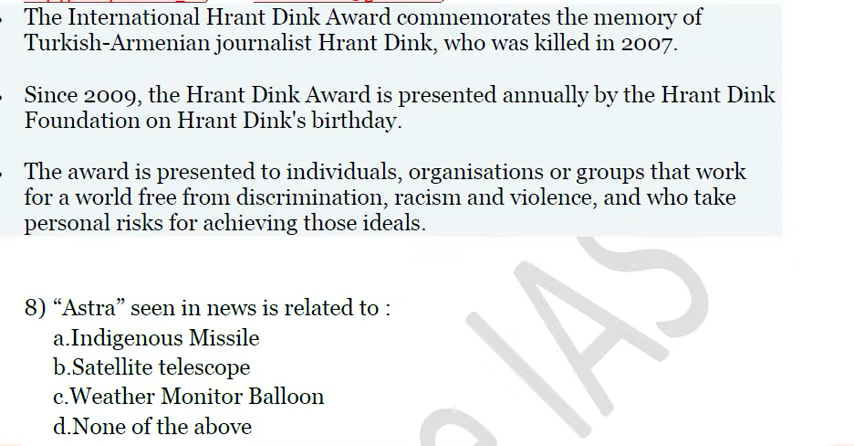 The International Hrant Dink Award commemorates the memory of
Turkish-Armenian journalist Hrant Dink, who was killed in 2007.
Since 2009, the Hrant Dink Award is presented annually by the Hrant Dink
Foundation on Hrant Dink's birthday.
The award is presented to individuals, organisations or groups that work
for a world free from discrimination, racism and violence, and who take
personal risks for achieving those ideals.
8) “Astra” seen in news is related to :
a.Indigenous Missile
b.Satellite telescope
c.Weather Monitor Balloon
d.None of the above
IAS